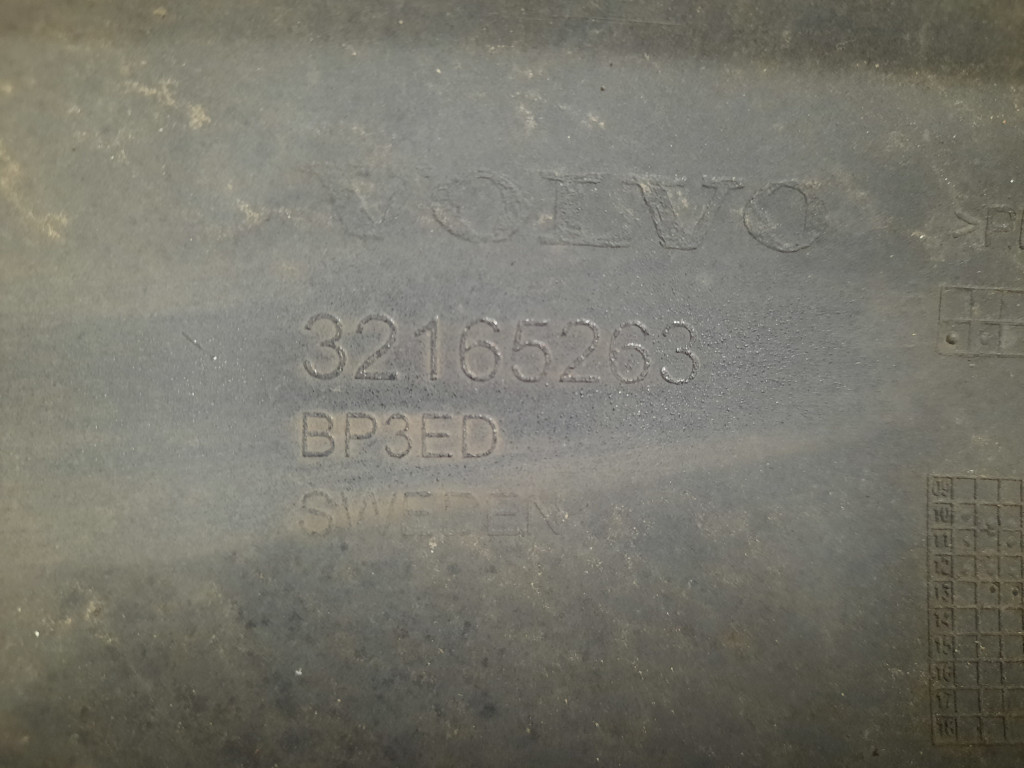 VOLVO
32165263
BP3ED
SWEDEN